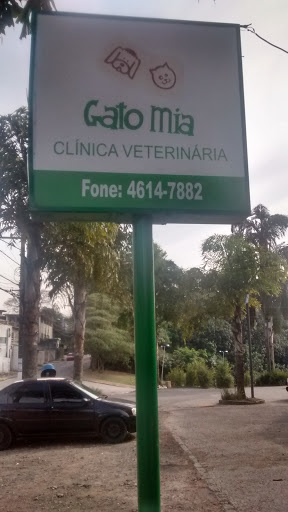 Gato Mia
CLÍNICA VETERINÁRIA
Fone: 4614-7882